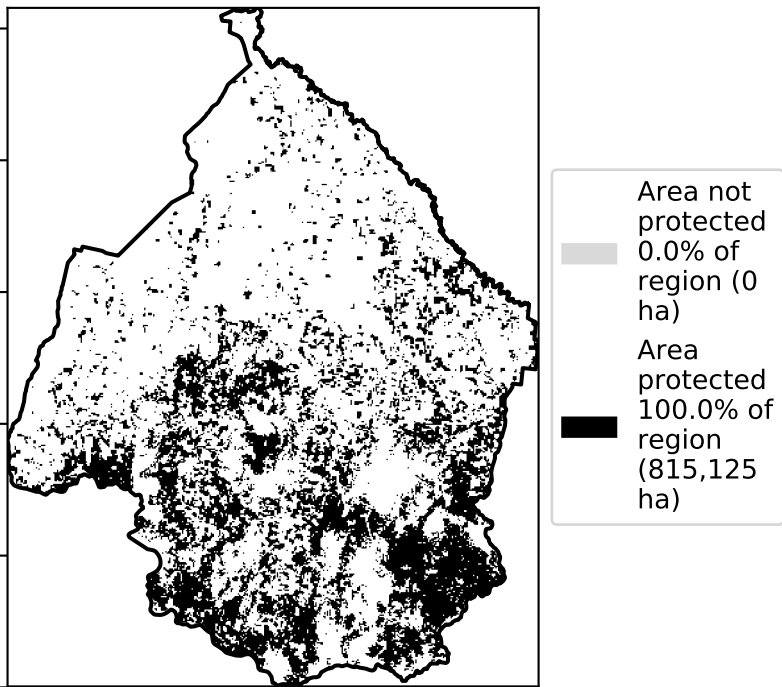 Area not
protected
0.0% of
region (0
ha)
Area
protected
100.0% of
region
(815,125
ha)